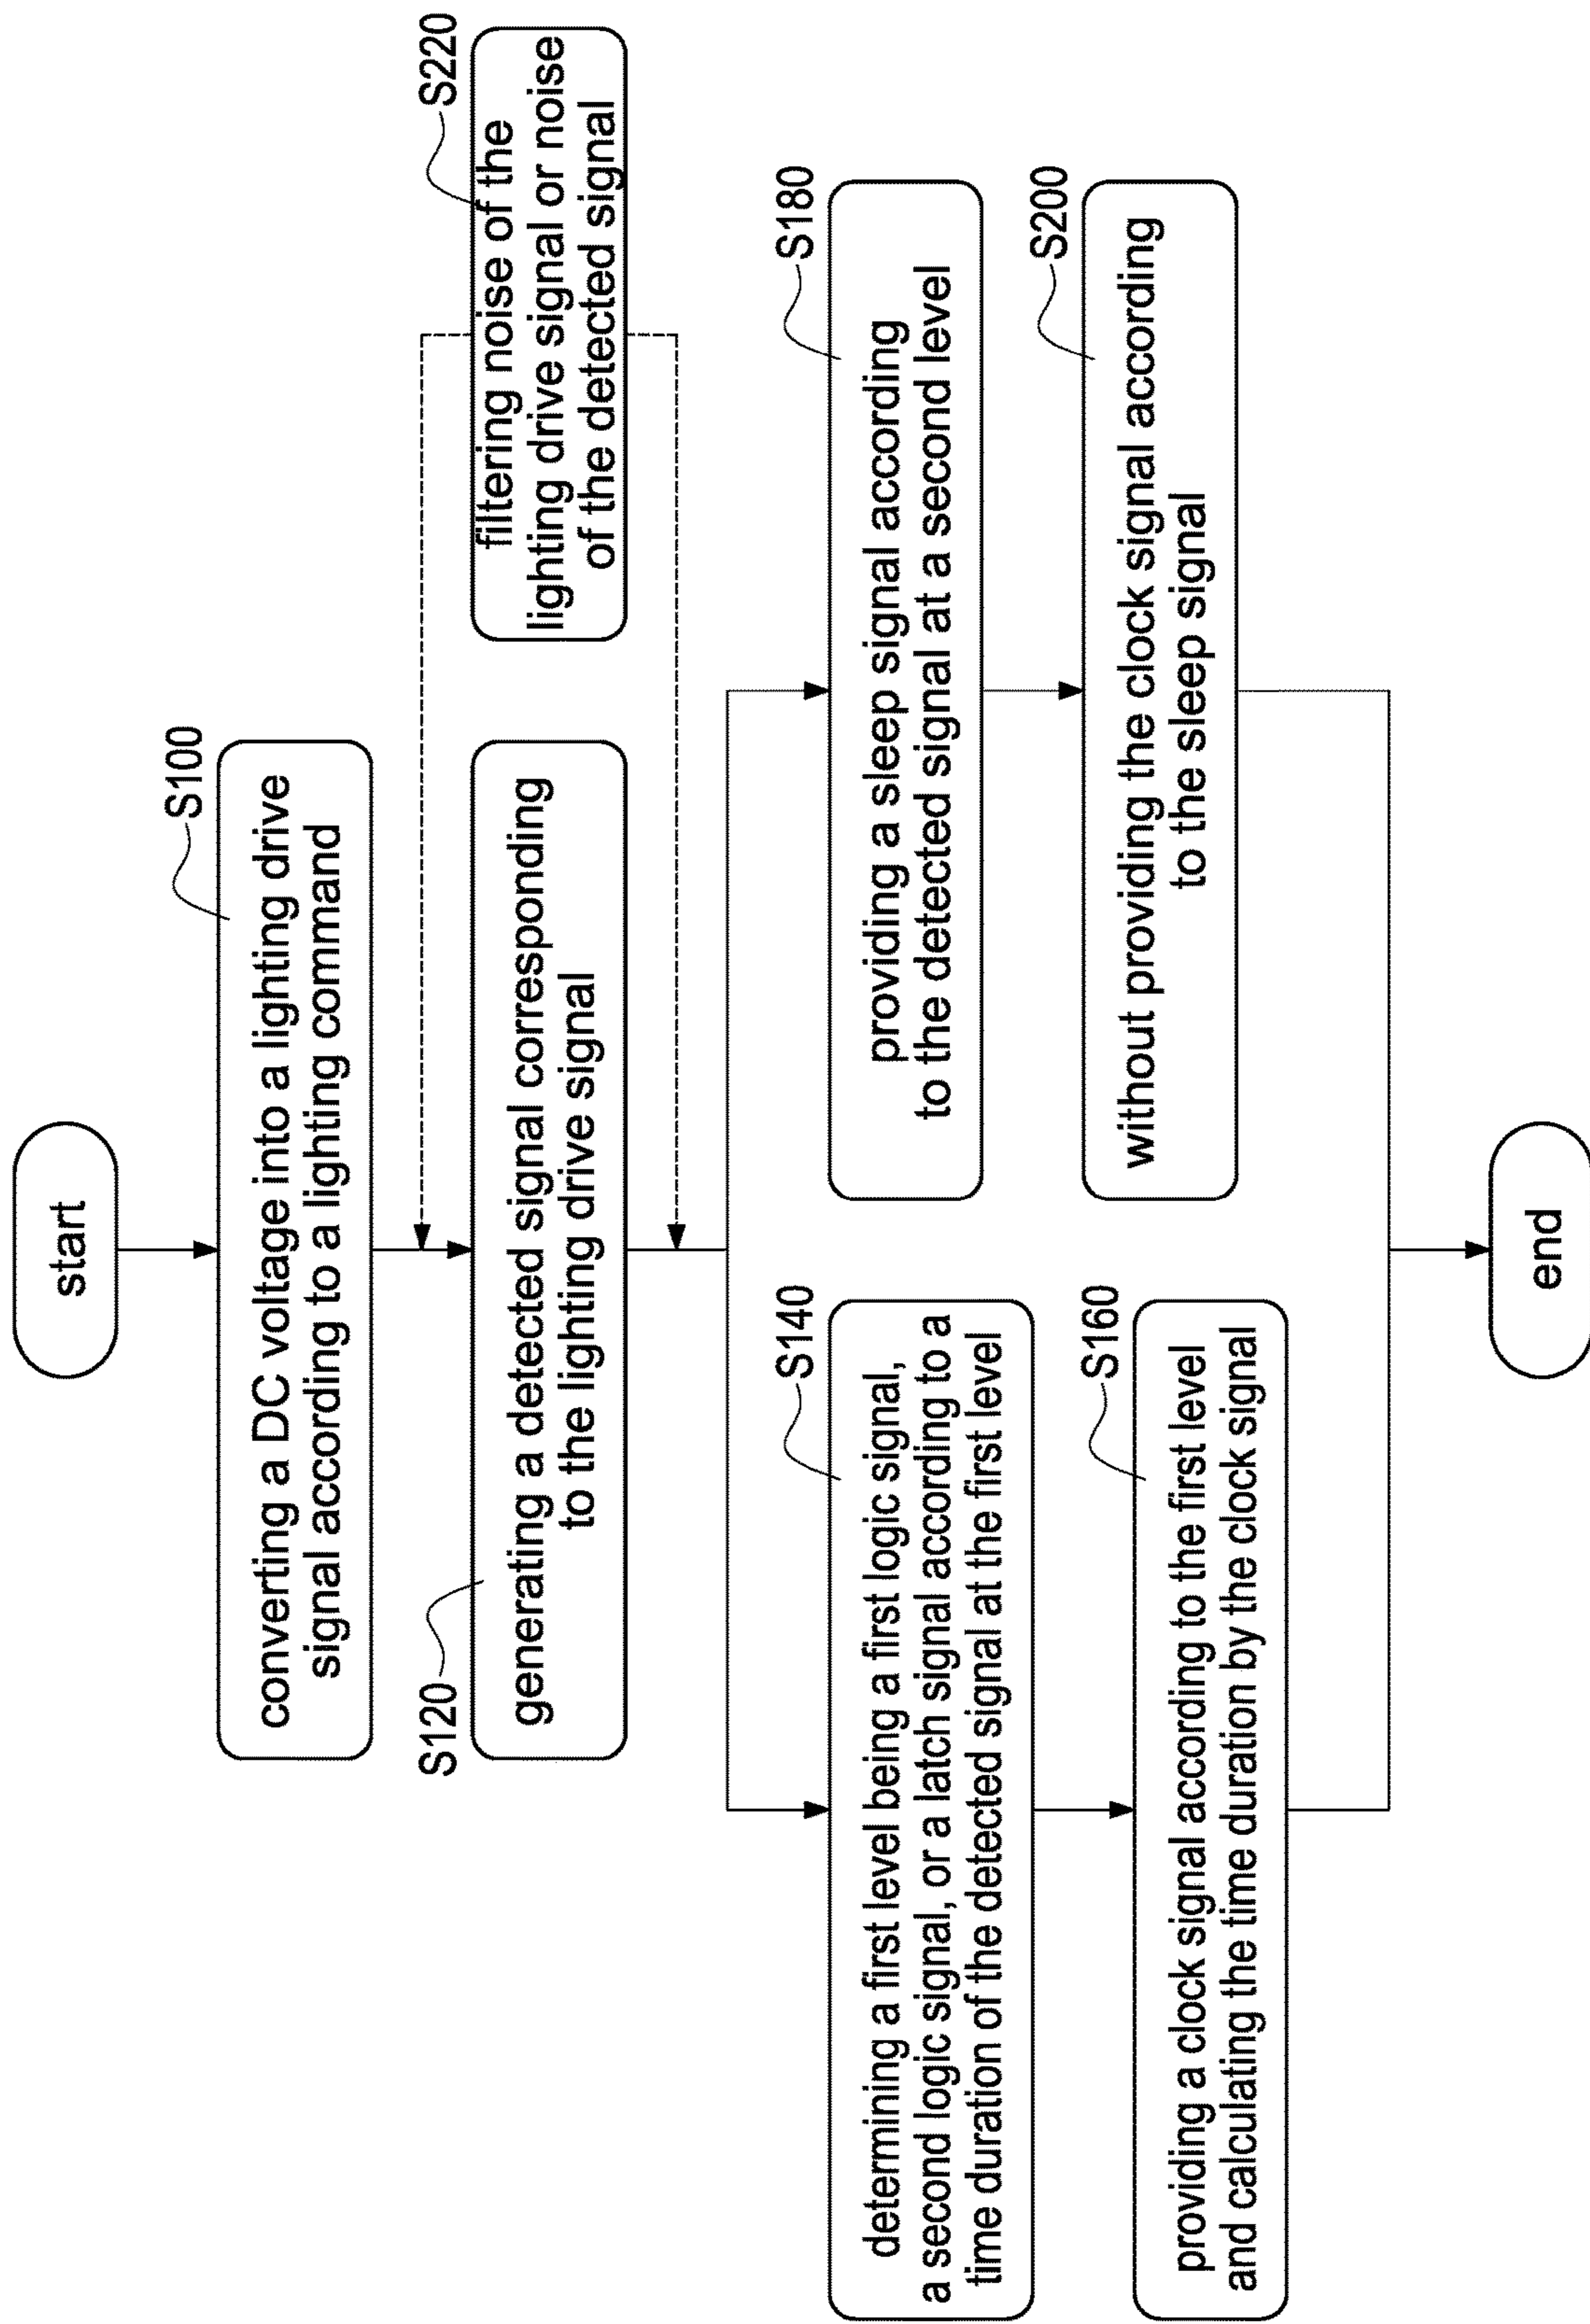 start
S100
converting a DC voltage into a lighting drive
signal according to a lighting command
S120
generating a detected signal corresponding
to the lighting drive signal
S220
filtering noise of the
lighting drive signal or noise
of the detected signal
S140
determining a first level being a first logic signal,
a second logic signal, or a latch signal according to a
time duration of the detected signal at the first level
S160
providing a clock signal according to the first level
and calculating the time duration by the clock signal
S180
providing a sleep signal according
to the detected signal at a second level
S200
without providing the clock signal according
to the sleep signal
end